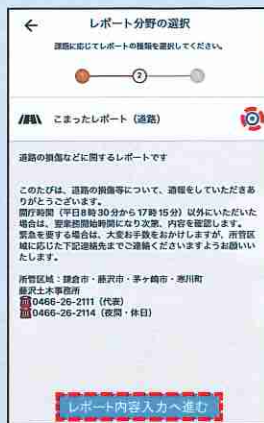 ←
レポート分野の選択
課題に応じてレポートの種類を選択してください。
1
2
3
こまったレポート（道路）
道路の損傷などに関するレポートです
このたびは、道路の損傷等について、通報をしていただきあ
りがとうございます。
開庁時間（平日8時30分から17時15分）以外にいただいた
場合は、翌業務開始時間になり次第、内容を確認します。
緊急を要する場合は、大変お手数をおかけしますが、所管区
域に応じた下記連絡先までご連絡くださいますようお願いい
たします。
所管区域：鎌倉市・藤沢市・茅ヶ崎市・寒川町
藤沢土木事務所
0466-26-2111（代表）
0466-26-2114（夜間・休日）
レポート内容入力へ進む